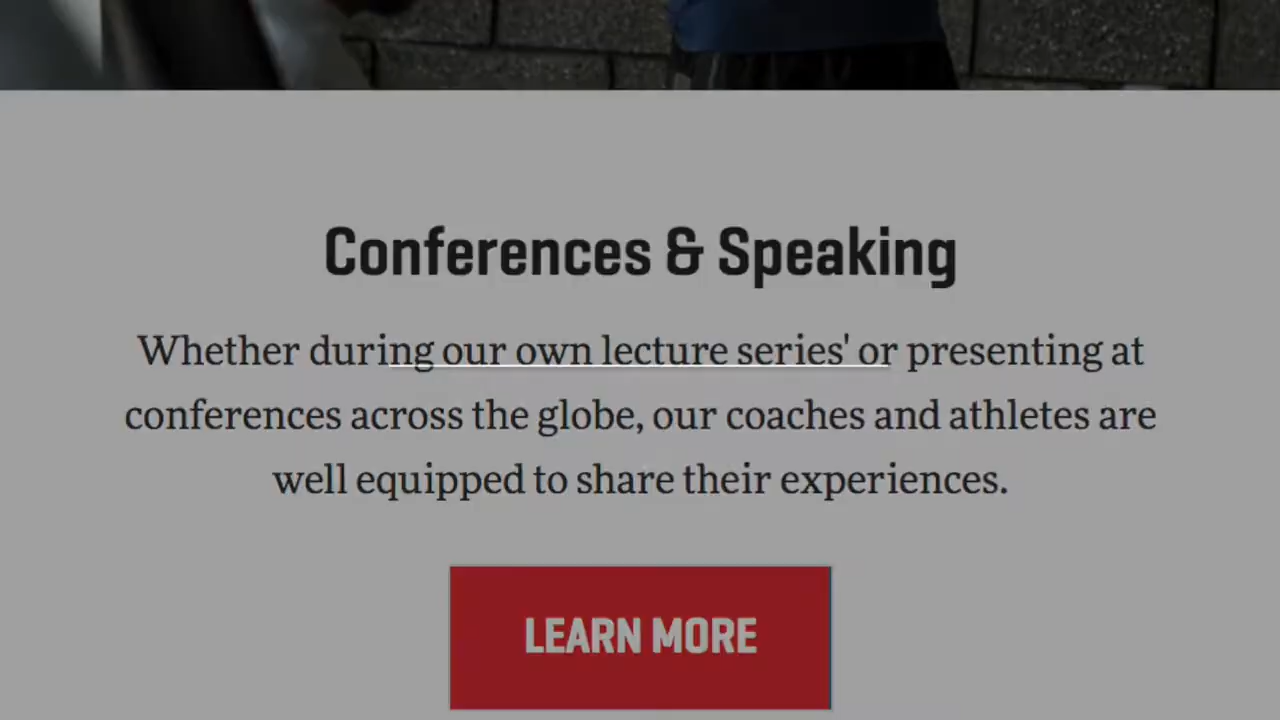 Conferences & Speaking
Whether during our own lecture series' or presenting at
conferences across the globe, our coaches and athletes are
well equipped to share their experiences.
LEARN MORE